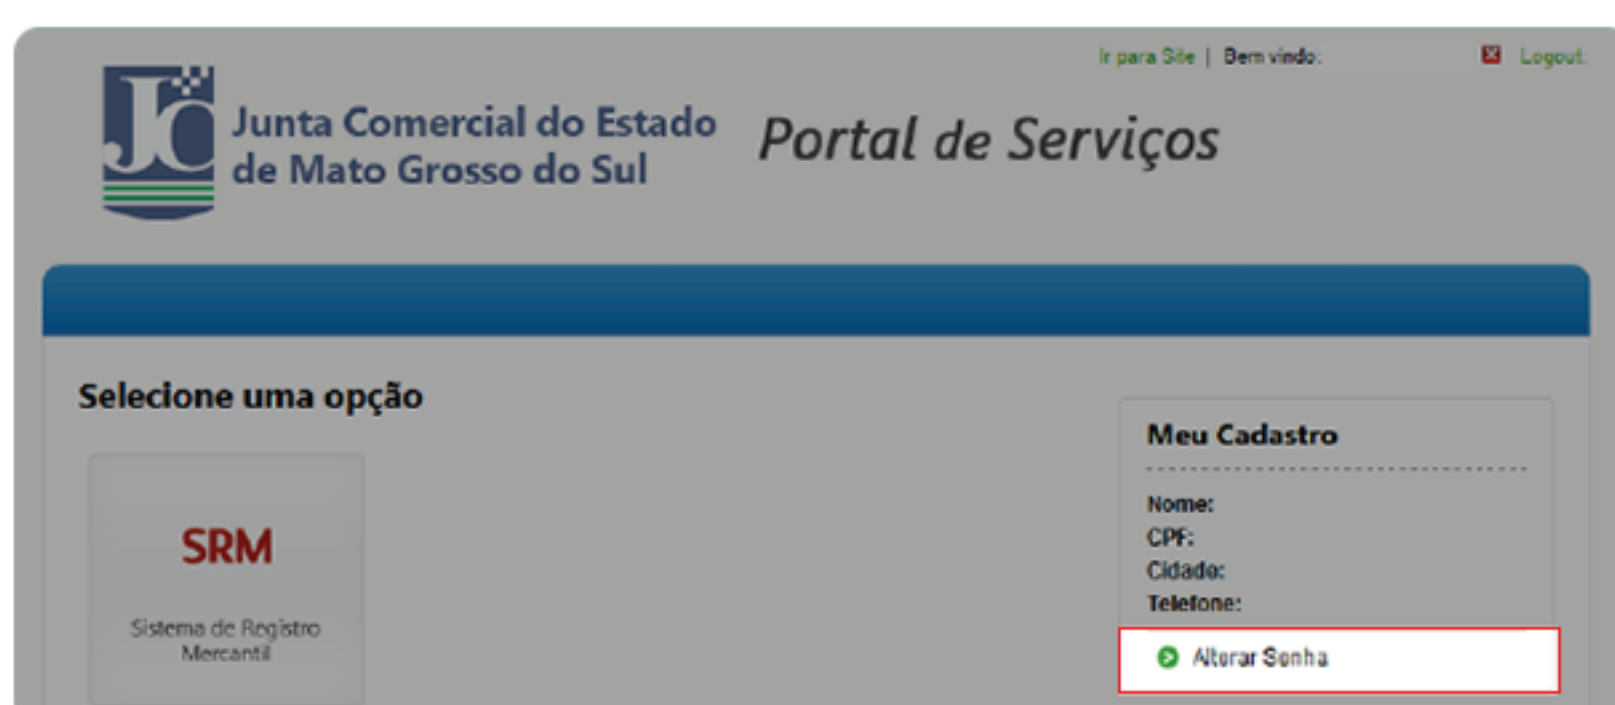 Ir para Site | Bem vindo:
Logout
JC
Junta Comercial do Estado
de Mato Grosso do Sul
Portal de Serviços
Selecione uma opção
SRM
Sistema de Registro
Mercantil
Meu Cadastro
Nome:
CPF:
Cidade:
Telefone:
Alterar Senha